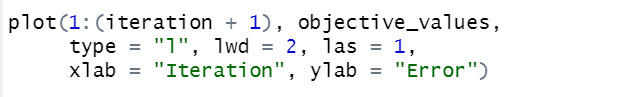 plot(1:(iteration + 1), objective_values,
type = "l", lwd = 2, las = 1,
xlab = "Iteration", ylab = "Error")